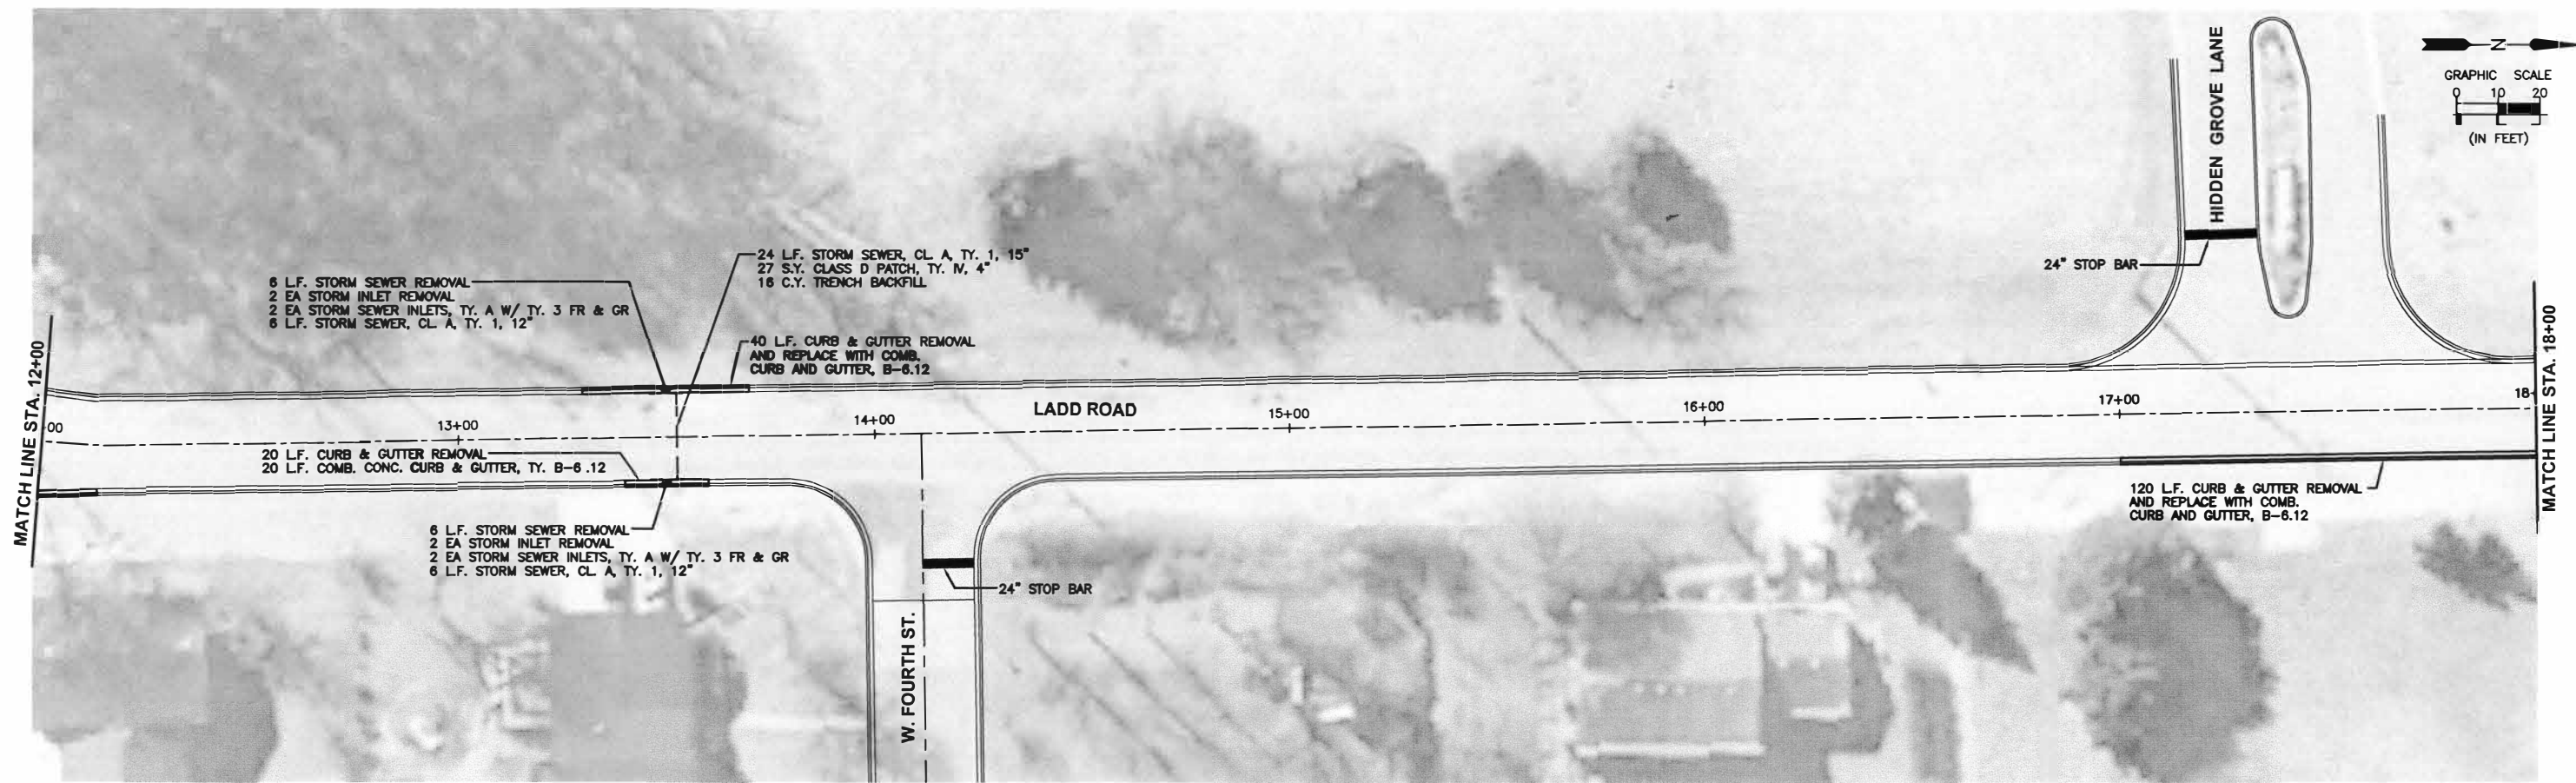 HIDDEN GROVE LANE
N
GRAPHIC SCALE
0 10 20
(IN FEET)
24 L.F. STORM SEWER, CL. A, TY. 1, 15"
27 S.Y. CLASS D PATCH, TY. IV, 4"
16 C.Y. TRENCH BACKFILL
24" STOP BAR
6 L.F. STORM SEWER REMOVAL
2 EA STORM INLET REMOVAL
2 EA STORM SEWER INLETS, TY. A W/ TY. 3 FR & GR
6 L.F. STORM SEWER, CL. A, TY. 1, 12"
40 L.F. CURB & GUTTER REMOVAL
AND REPLACE WITH COMB.
CURB AND GUTTER, B-6.12
MATCH LINE STA. 12+00
MATCH LINE STA. 18+00
LADD ROAD
00
13+00
14+00
15+00
16+00
17+00
18+
20 L.F. CURB & GUTTER REMOVAL
20 L.F. COMB. CONC. CURB & GUTTER, TY. B-6.12
120 L.F. CURB & GUTTER REMOVAL
AND REPLACE WITH COMB.
CURB AND GUTTER, B-6.12
6 L.F. STORM SEWER REMOVAL
2 EA STORM INLET REMOVAL
2 EA STORM SEWER INLETS, TY. A W/ TY. 3 FR & GR
6 L.F. STORM SEWER, CL. A, TY. 1, 12"
24" STOP BAR
W. FOURTH ST.